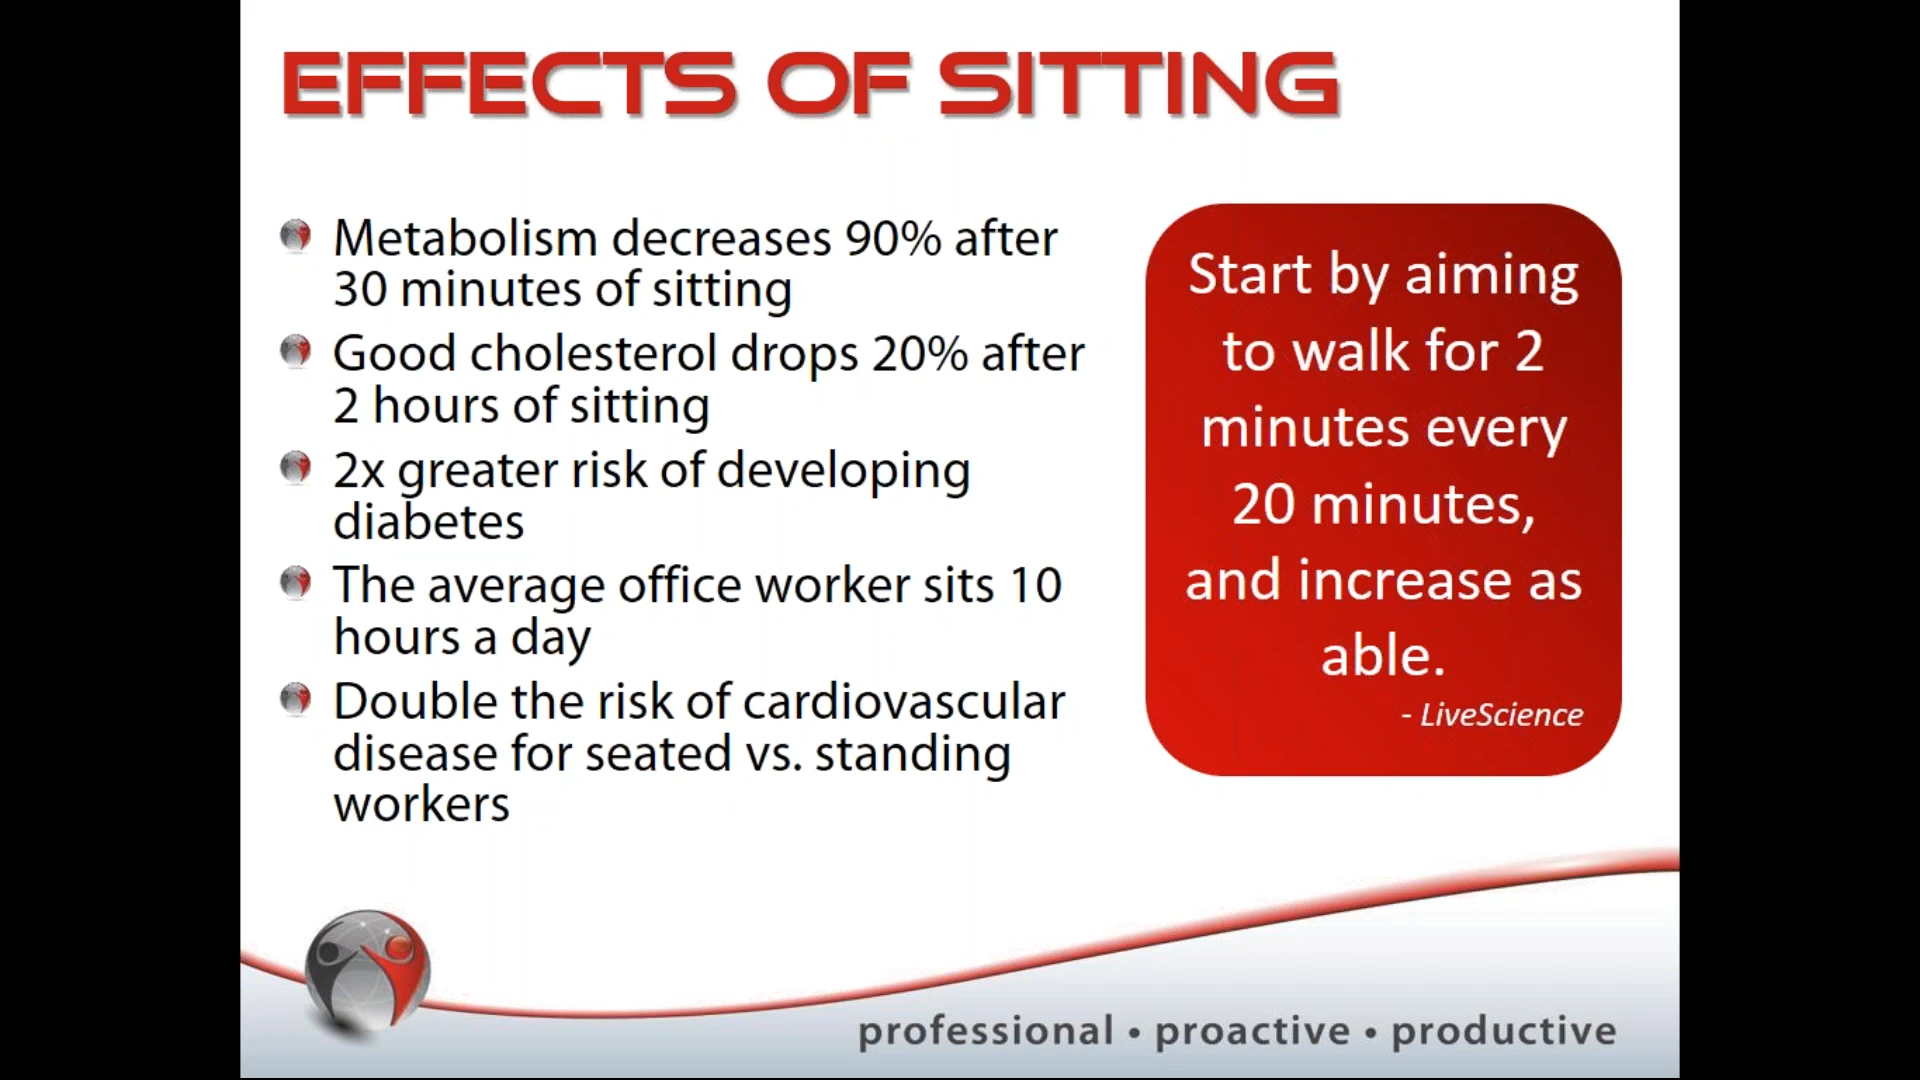 EFFECTS OF SITTING
Metabolism decreases 90% after
30 minutes of sitting
Good cholesterol drops 20% after
2 hours of sitting
2x greater risk of developing
diabetes
The average office worker sits 10
hours a day
Double the risk of cardiovascular
disease for seated vs. standing
workers
Start by aiming
to walk for 2
minutes every
20 minutes,
and increase as
able.
- LiveScience
professional • proactive • productive